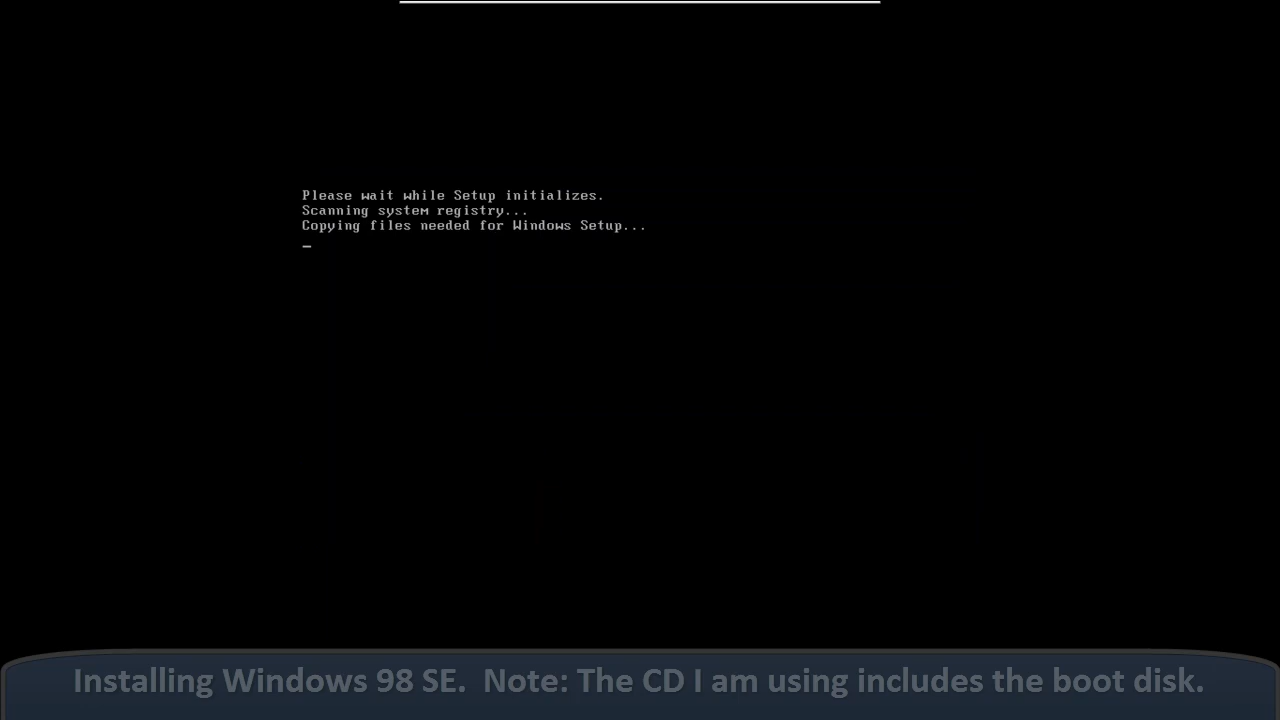 Please wait while Setup initializes.
Scanning system registry...
Copying files needed for Windows Setup...
Installing Windows 98 SE.  Note: The CD I am using includes the boot disk.